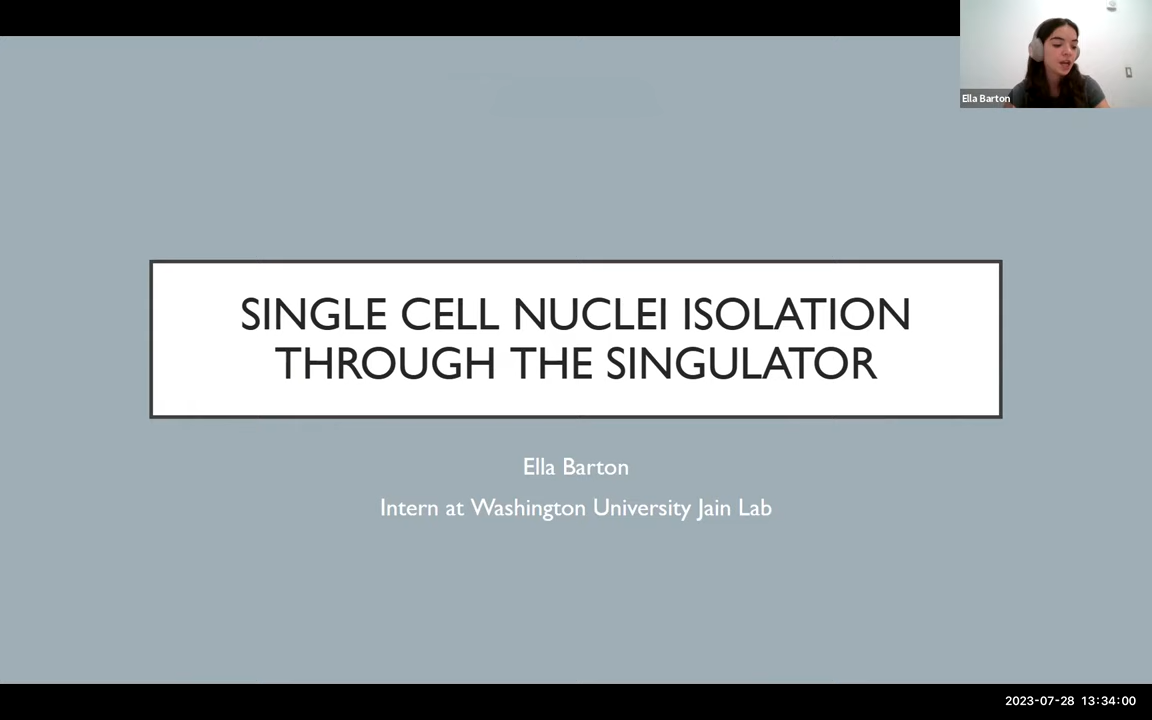 Ella Barton
SINGLE CELL NUCLEI ISOLATION
THROUGH THE SINGULATOR
Ella Barton
Intern at Washington University Jain Lab
2023-07-28 13:34:00